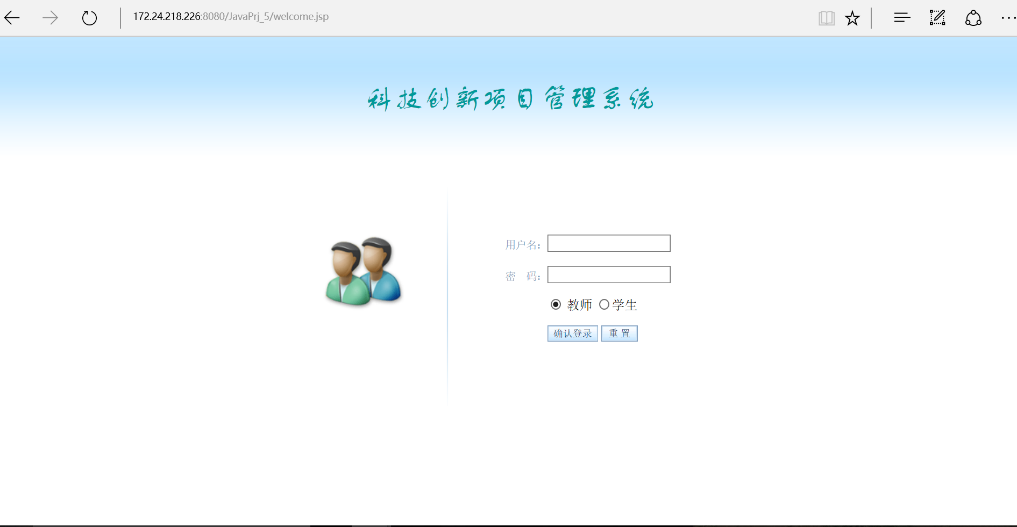 172.24.218.226:8080/JavaPrj_5/welcome.jsp
科技创新项目管理系统
用户名：
密 码：
教师 学生
确认登录 重 置